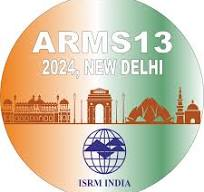 ARMS13
2024, NEW DELHI
ISRM INDIA